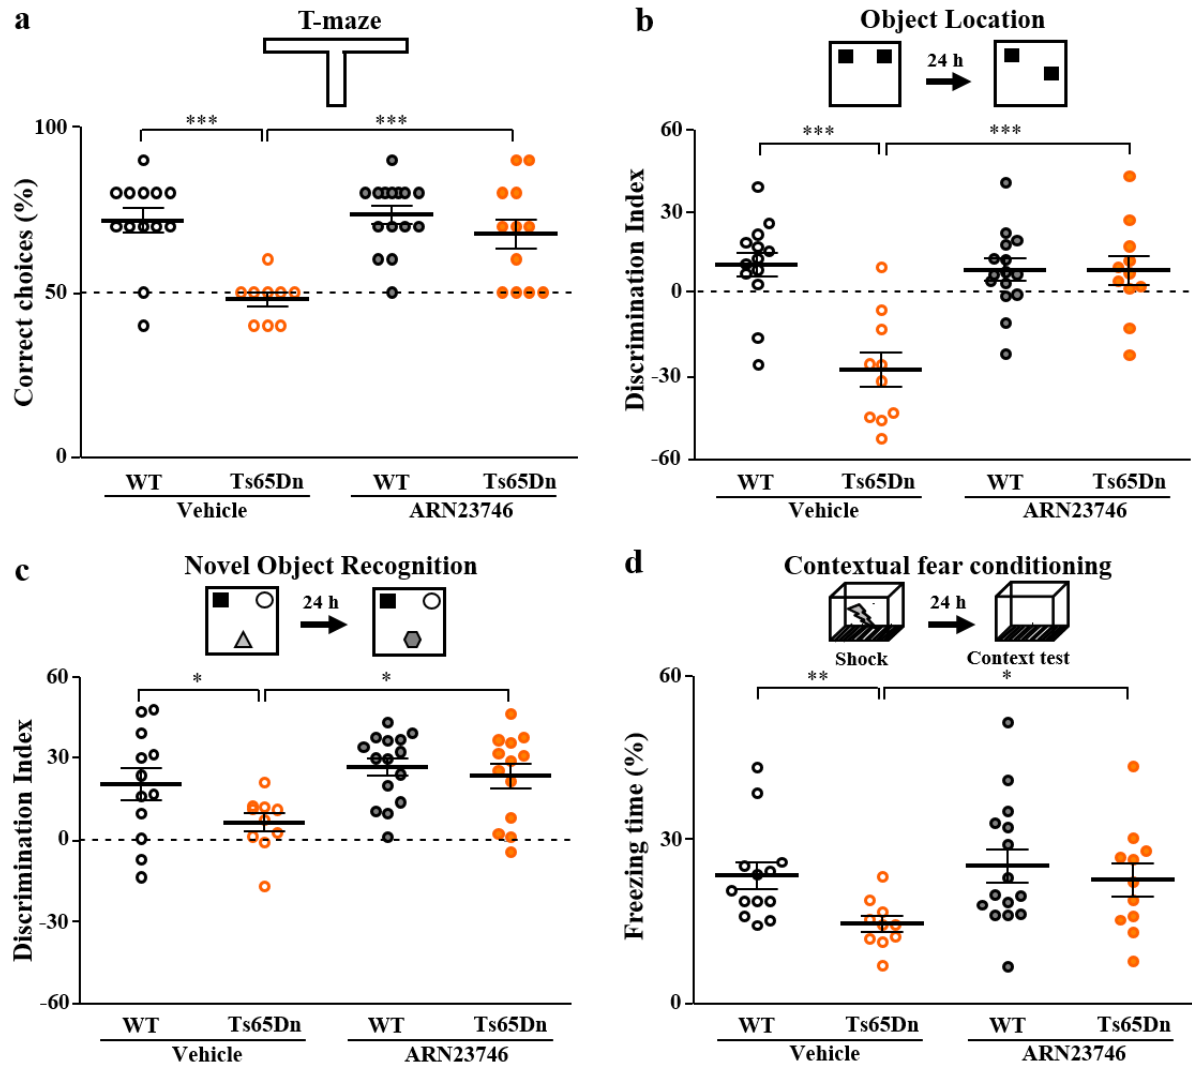 a
T-maze
100
50
0
Correct choices (%)
***
***
WT
Ts65Dn
WT
Ts65Dn
Vehicle
ARN23746
b
Object Location
24 h
60
30
0
-30
-60
Discrimination Index
***
***
WT
Ts65Dn
WT
Ts65Dn
Vehicle
ARN23746
c
Novel Object Recognition
24 h
60
30
0
-30
-60
Discrimination Index
*
*
WT
Ts65Dn
WT
Ts65Dn
Vehicle
ARN23746
d
Contextual fear conditioning
24 h
Shock
Context test
60
30
0
Freezing time (%)
**
*
WT
Ts65Dn
WT
Ts65Dn
Vehicle
ARN23746